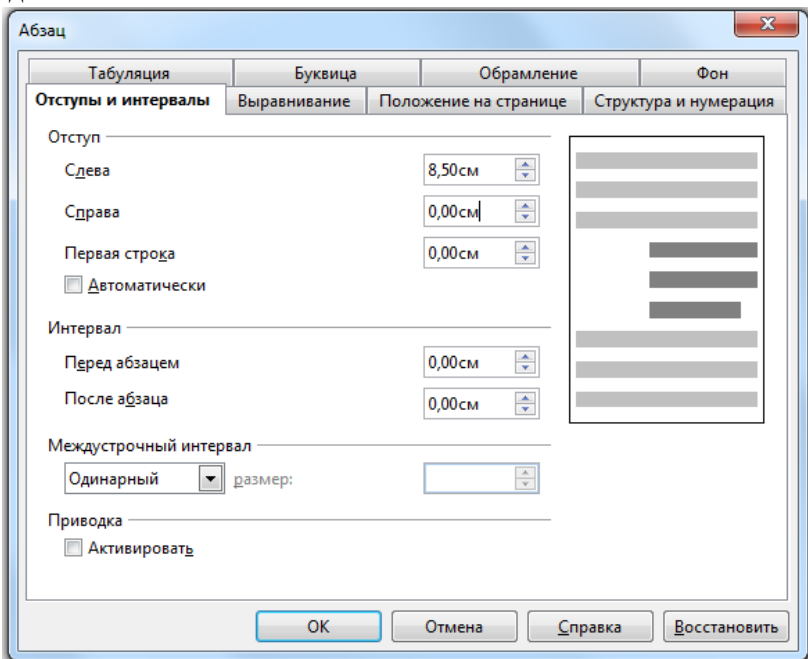 Абзац
Табуляция Буквица Обрамление Фон
Отступы и интервалы Выравнивание Положение на странице Структура и нумерация
Отступ
Слева 8,50см
Справа 0,00см
Первая строка 0,00см
Автоматически
Интервал
Перед абзацем 0,00см
После абзаца 0,00см
Междустрочный интервал
Одинарный размер:
Приводка
Активировать
ОК Отмена Справка Восстановить